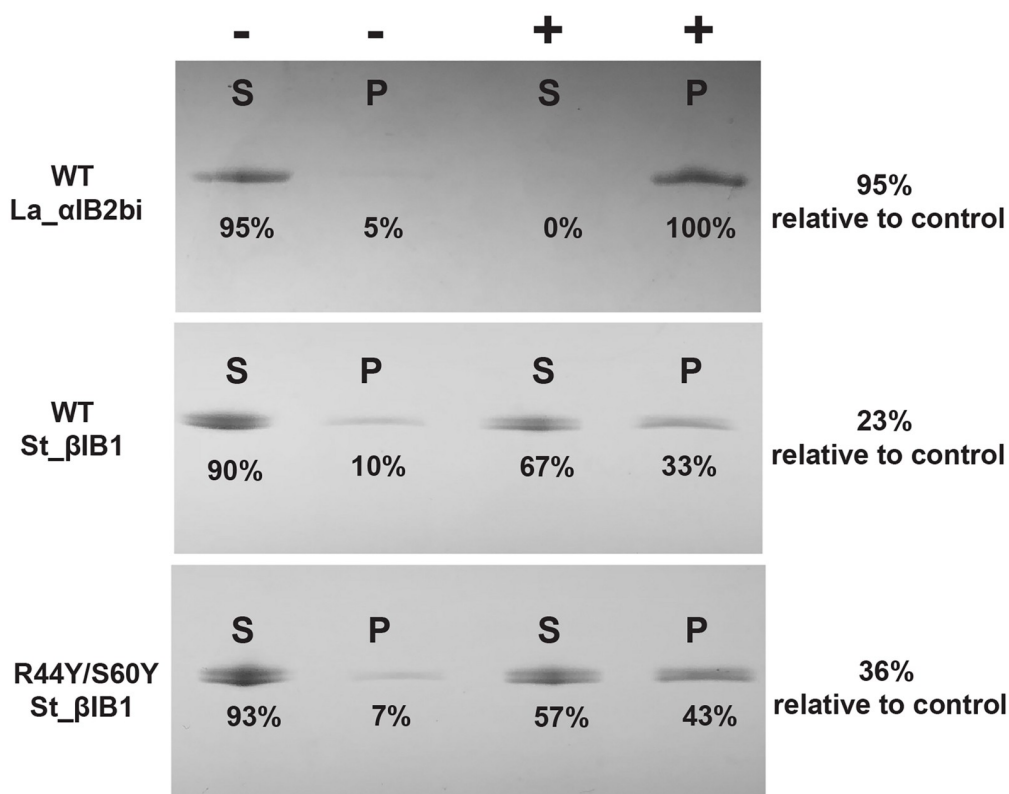 - - + +
S P S P
WT
La_αIB2bi
95% 5% 0% 100%
95%
relative to control
S P S P
WT
St_βIB1
90% 10% 67% 33%
23%
relative to control
S P S P
R44Y/S60Y
St_βIB1
93% 7% 57% 43%
36%
relative to control